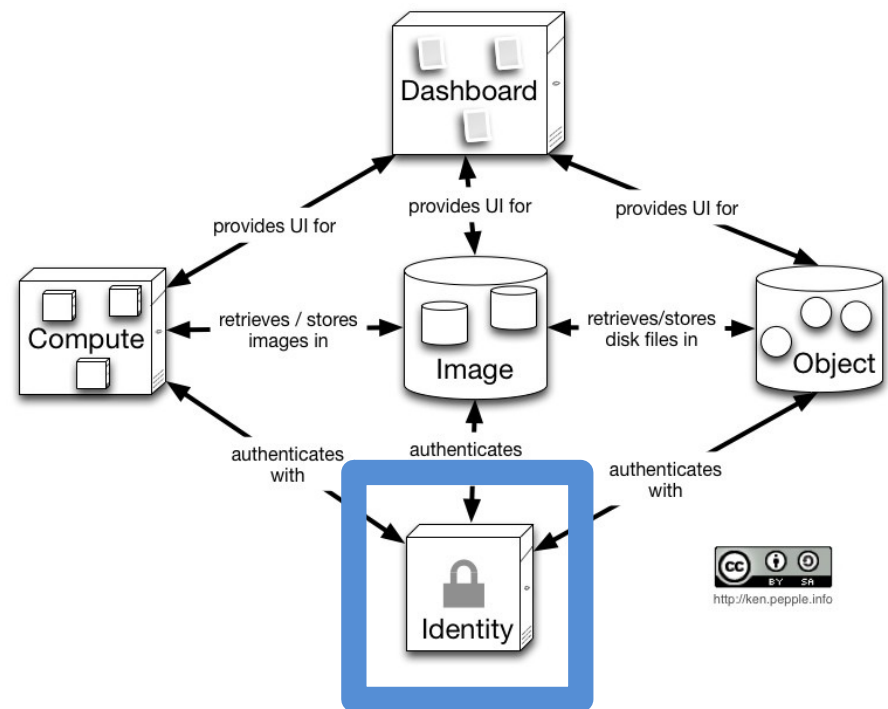 Dashboard
provides UI for
provides UI for
provides UI for
Compute
retrieves / stores
images in
Image
retrieves/stores
disk files in
Object
authenticates
with
authenticates
authenticates
with
Identity
cc
BY SA
http://ken.pepple.info